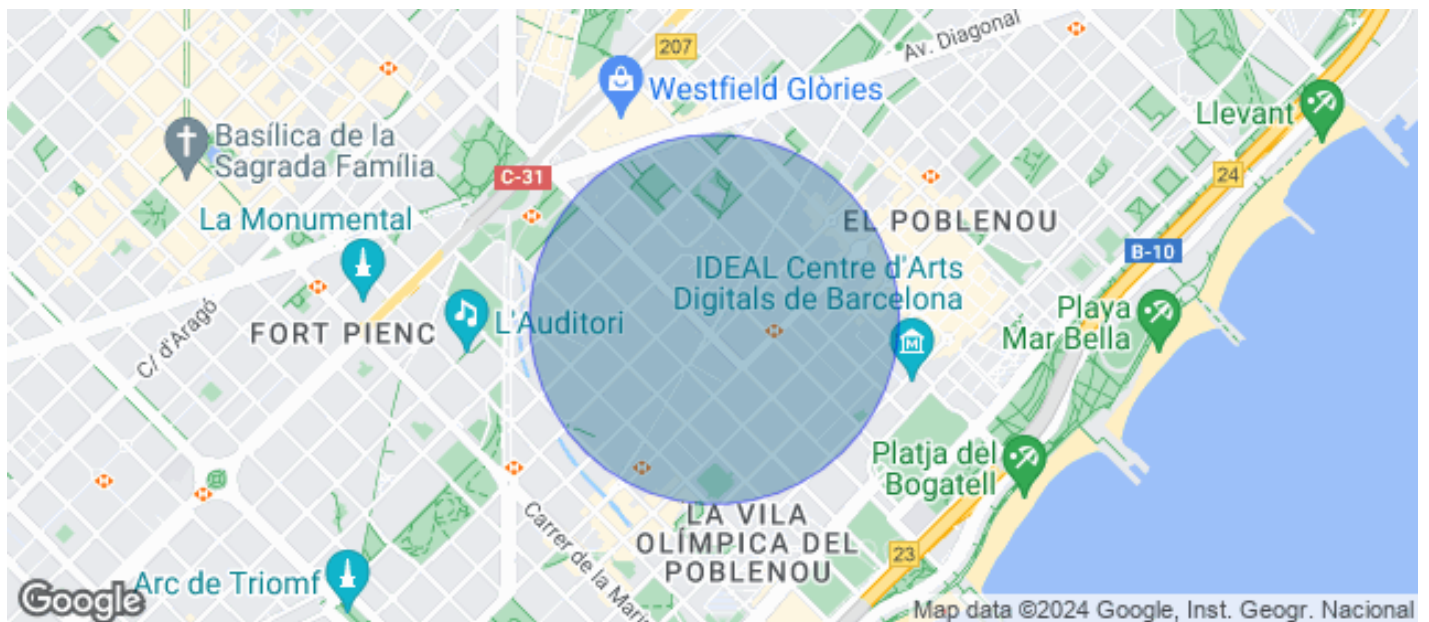 Av. Diagonal
207
Westfield Glòries
Llevant
Basílica de la
Sagrada Família
C-31
24
La Monumental
EL POBLENOU
B-10
IDEAL Centre d'Arts
Digitals de Barcelona
Playa
Mar Bella
C/ d'Aragó
FORT PIENC
L'Auditori
M
Platja del
Bogatell
LA VILA
OLÍMPICA DEL
POBLENOU
23
Carrer de la Marin
Arc de Triomf
Google
Map data ©2024 Google, Inst. Geogr. Nacional